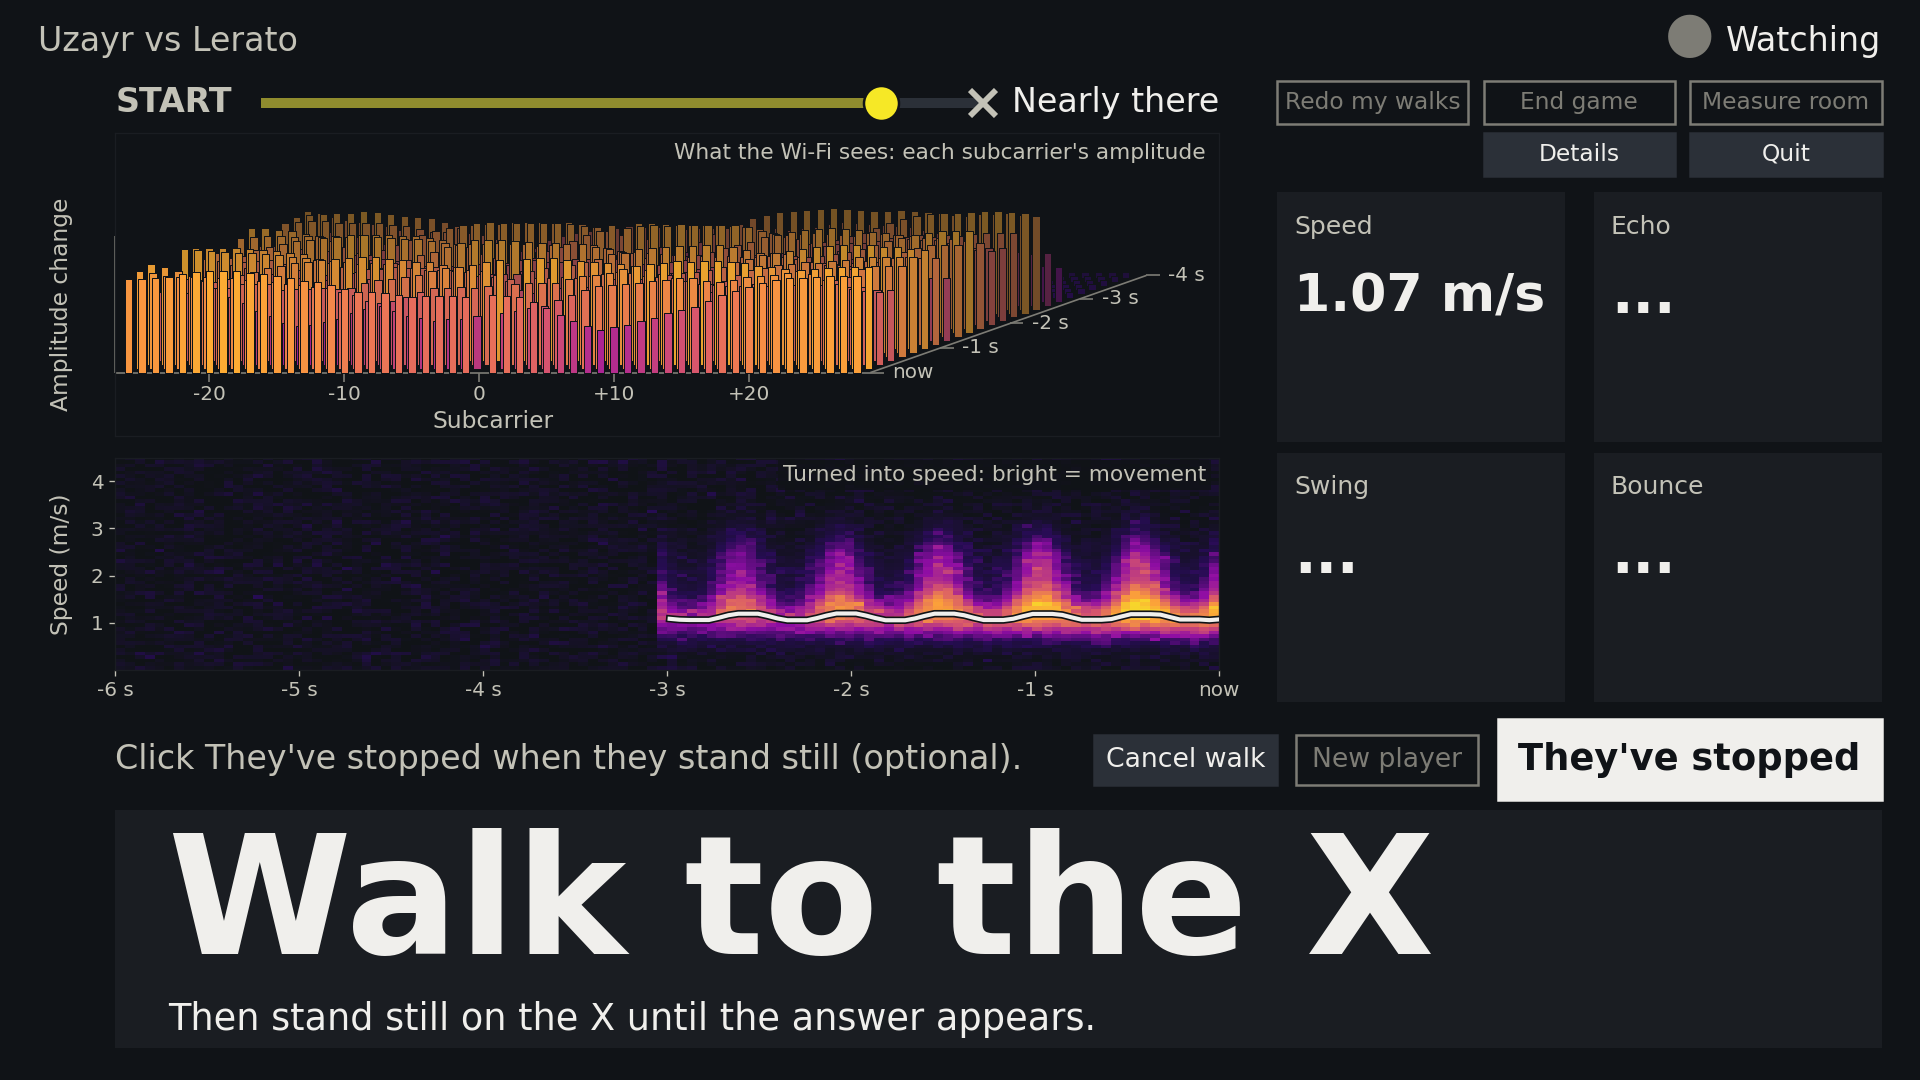 Uzayr vs Lerato
Watching
START
Nearly there
Redo my walks
End game
Measure room
Details
Quit
What the Wi-Fi sees: each subcarrier's amplitude
Amplitude change
-4 s
-3 s
-2 s
-1 s
now
-20
-10
0
+10
+20
Subcarrier
Speed
1.07 m/s
Echo
...
Turned into speed: bright = movement
Speed (m/s)
4
3
2
1
-6 s
-5 s
-4 s
-3 s
-2 s
-1 s
now
Swing
...
Bounce
...
Click They've stopped when they stand still (optional).
Cancel walk
New player
They've stopped
Walk to the X
Then stand still on the X until the answer appears.